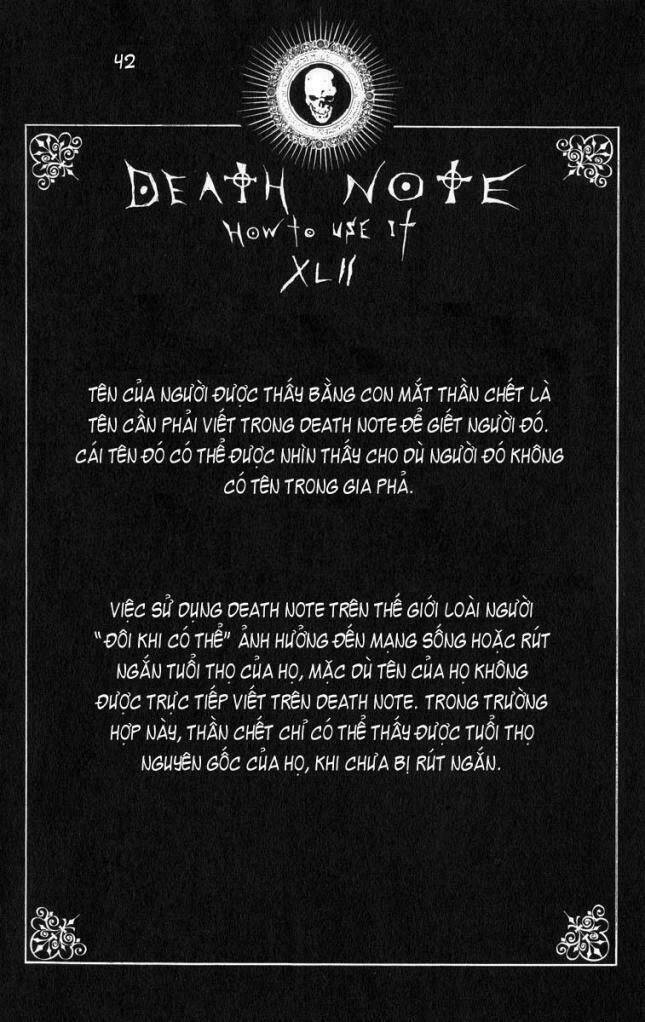 42
DEATH NOTE
HOW TO USE IT
XLII
TÊN CỦA NGƯỜI ĐƯỢC THẤY BẰNG CON MẮT THẦN CHẾT LÀ
TÊN CẦN PHẢI VIẾT TRONG DEATH NOTE ĐỂ GIẾT NGƯỜI ĐÓ.
CÁI TÊN ĐÓ CÓ THỂ ĐƯỢC NHÌN THẤY CHO DÙ NGƯỜI ĐÓ KHÔNG
CÓ TÊN TRONG GIA PHẢ.
VIỆC SỬ DUNG DEATH NOTE TRÊN THẾ GIỚI LOÀI NGƯỜI
“ĐÔI KHI CÓ THỂ” ẢNH HƯỞNG ĐẾN MẠNG SỐNG HOẶC RÚT
NGẮN TUỔI THỌ CỦA HỌ, MẶC DÙ TÊN CỦA HỌ KHÔNG
ĐƯỢC TRỰC TIẾP VIẾT TRÊN DEATH NOTE. TRONG TRƯỜNG
HỢP NÀY, THẦN CHẾT CHỈ CÓ THỂ THẤY ĐƯỢC TUỔI THỌ
NGUYÊN GỐC CỦA HỌ, KHI CHƯA BỊ RÚT NGẮN.